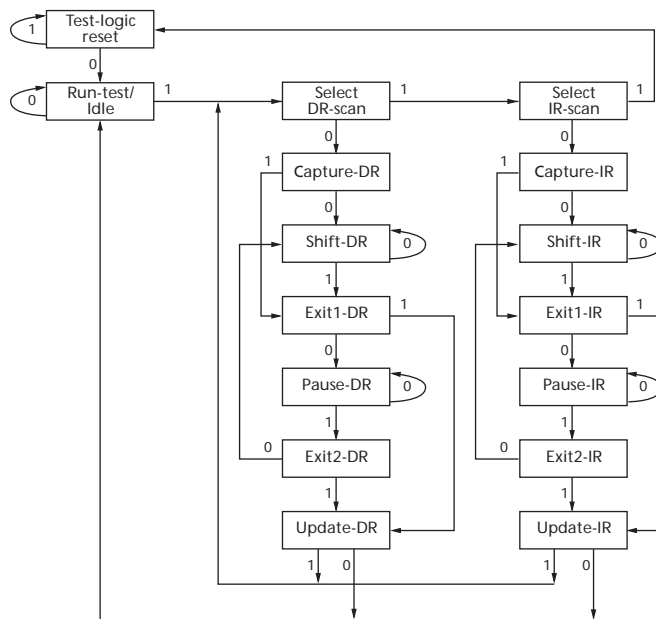 Test-logic
reset
1
0
Run-test/
Idle
0
1
Select
DR-scan
1
Select
IR-scan
1
0
0
1
Capture-DR
1
Capture-IR
0
0
Shift-DR
0
Shift-IR
0
1
1
Exit1-DR
1
Exit1-IR
1
0
0
Pause-DR
0
Pause-IR
0
1
1
0
Exit2-DR
0
Exit2-IR
1
1
Update-DR
Update-IR
1
0
1
0